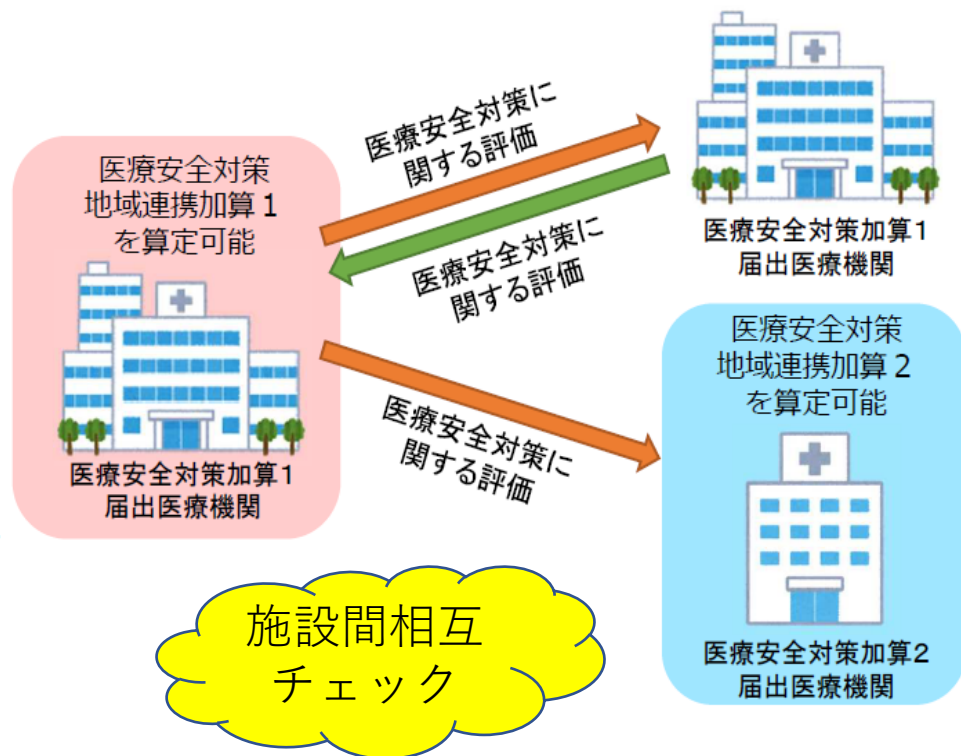 医療安全対策
地域連携加算1
を算定可能
医療安全対策加算1
届出医療機関
医療安全対策に
関する評価
医療安全対策に
関する評価
医療安全対策に
関する評価
医療安全対策加算1
届出医療機関
医療安全対策
地域連携加算2
を算定可能
医療安全対策加算2
届出医療機関
施設間相互
チェック